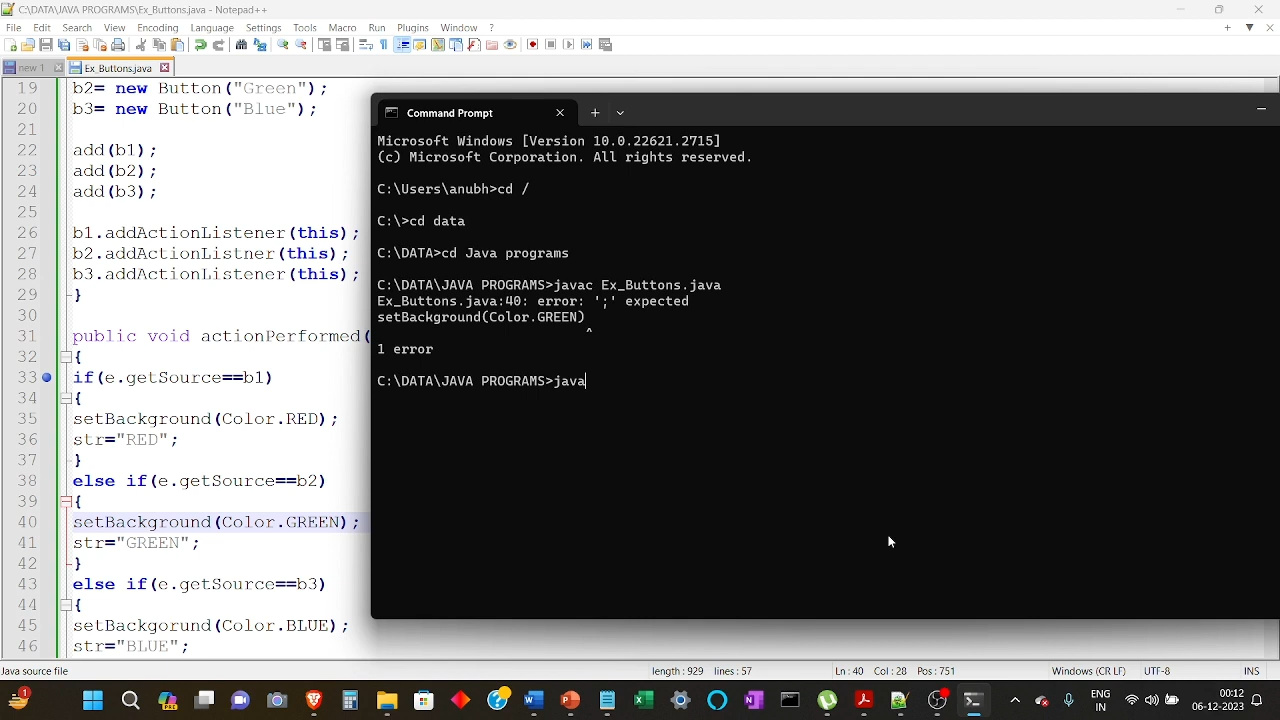 C:\DATA\JAVA PROGRAMS\Ex_Buttons.java - Notepad++
File Edit Search View Encoding Language Settings Tools Macro Run Plugins Window ?
new 1 Ex_Buttons.java
19 b2= new Button("Green");
20 b3= new Button("Blue");
21
22 add(b1);
23 add(b2);
24 add(b3);
25
26 b1.addActionListener(this);
27 b2.addActionListner(this);
28 b3.addActionListener(this);
29 }
30
31 public void actionPerformed(
32 {
33 if(e.getSource==b1)
34 {
35 setBackground(Color.RED);
36 str="RED";
37 }
38 else if(e.getSource==b2)
39 {
40 setBackground(Color.GREEN);
41 str="GREEN";
42 }
43 else if(e.getSource==b3)
44 {
45 setBackgorund(Color.BLUE);
46 str="BLUE";
Command Prompt
Microsoft Windows [Version 10.0.22621.2715]
(c) Microsoft Corporation. All rights reserved.
C:\Users\anubh>cd /
C:\>cd data
C:\DATA>cd Java programs
C:\DATA\JAVA PROGRAMS>javac Ex_Buttons.java
Ex_Buttons.java:40: error: ';' expected
setBackground(Color.GREEN)
^
1 error
C:\DATA\JAVA PROGRAMS>java
Java source file length : 929 lines : 57 Ln : 40 Col : 28 Pos : 751 Windows (CR LF) UTF-8 INS
1 ENG IN 00:12 06-12-2023